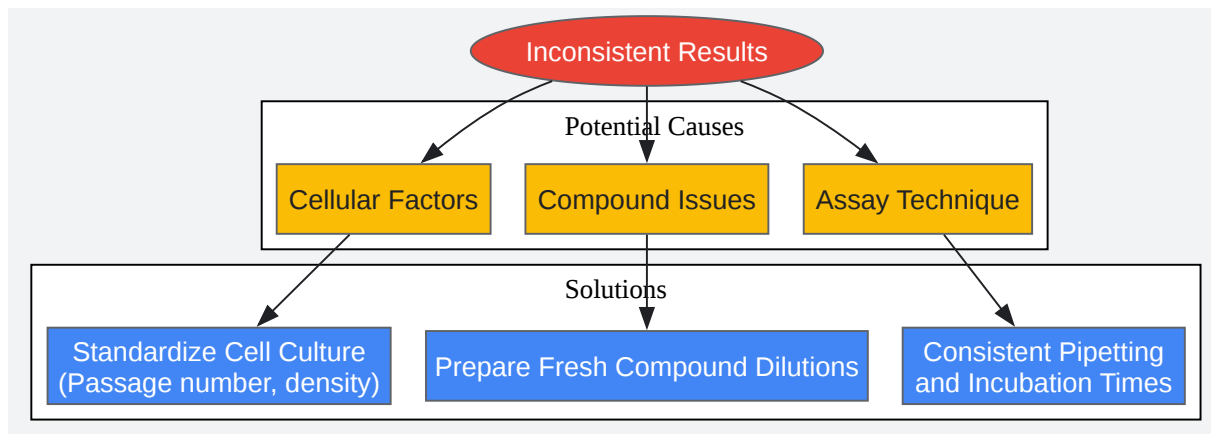 Inconsistent Results
Potential Causes
Cellular Factors
Compound Issues
Assay Technique
Solutions
Standardize Cell Culture
(Passage number, density)
Prepare Fresh Compound Dilutions
Consistent Pipetting
and Incubation Times